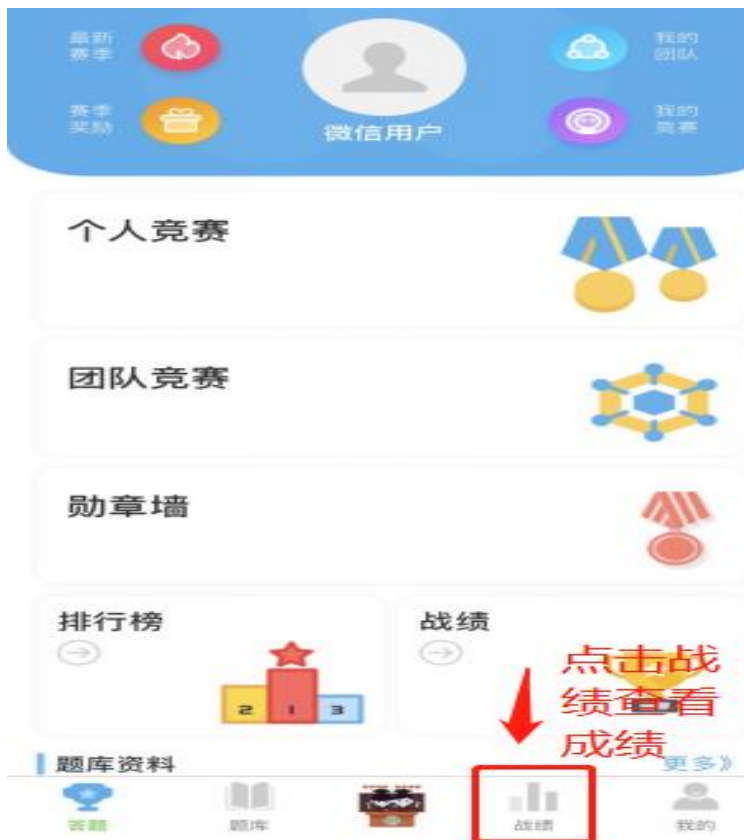 最新
赛季
我的
团队
赛季
奖励
微信用户
我的
竞赛
个人竞赛
团队竞赛
勋章墙
排行榜
战绩
2 1 3
点击战
绩查看
成绩
题库资料
更多》
答题
题库
战绩
我的